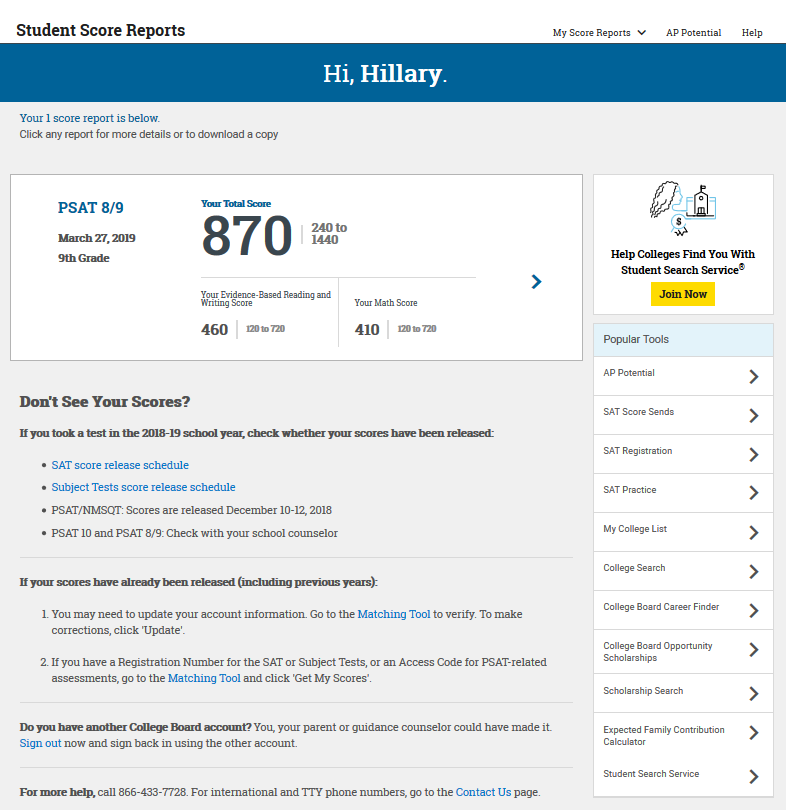 Student Score Reports
My Score Reports
AP Potential
Help
Hi, Hillary.
Your 1 score report is below.
Click any report for more details or to download a copy
PSAT 8/9
March 27, 2019
9th Grade
Your Total Score
870
240 to
1440
Your Evidence-Based Reading and
Writing Score
460
120 to 720
Your Math Score
410
120 to 720
$
Help Colleges Find You With
Student Search Service®
Join Now
Popular Tools
AP Potential
SAT Score Sends
SAT Registration
SAT Practice
My College List
College Search
College Board Career Finder
College Board Opportunity
Scholarships
Scholarship Search
Expected Family Contribution
Calculator
Student Search Service
Don't See Your Scores?
If you took a test in the 2018-19 school year, check whether your scores have been released:
• SAT score release schedule
• Subject Tests score release schedule
• PSAT/NMSQT: Scores are released December 10-12, 2018
• PSAT 10 and PSAT 8/9: Check with your school counselor
If your scores have already been released (including previous years):
1. You may need to update your account information. Go to the Matching Tool to verify. To make
corrections, click 'Update'.
2. If you have a Registration Number for the SAT or Subject Tests, or an Access Code for PSAT-related
assessments, go to the Matching Tool and click 'Get My Scores'.
Do you have another College Board account? You, your parent or guidance counselor could have made it.
Sign out now and sign back in using the other account.
For more help, call 866-433-7728. For international and TTY phone numbers, go to the Contact Us page.